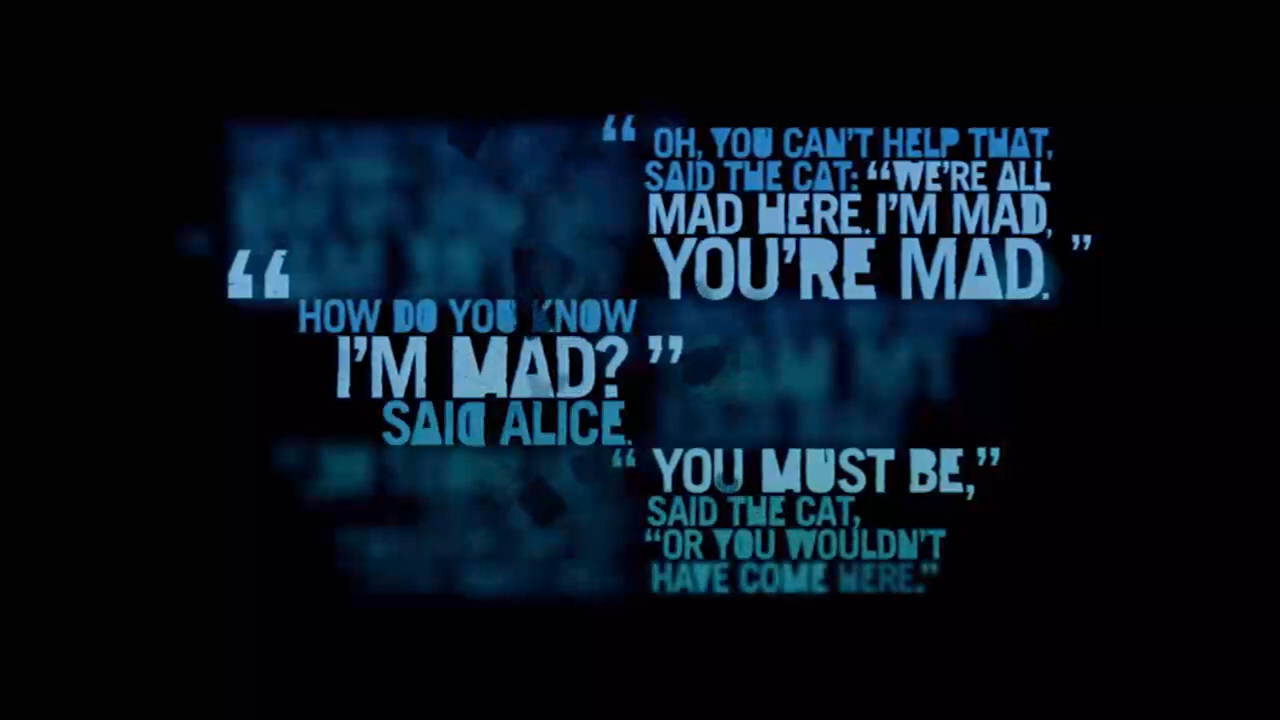 “ OH, YOU CAN'T HELP THAT,
SAID THE CAT: “WE'RE ALL
MAD HERE. I'M MAD,
YOU'RE MAD. ”
“ HOW DO YOU KNOW
I'M MAD? ”
SAID ALICE.
“ YOU MUST BE,”
SAID THE CAT,
“OR YOU WOULDN'T
HAVE COME HERE.”